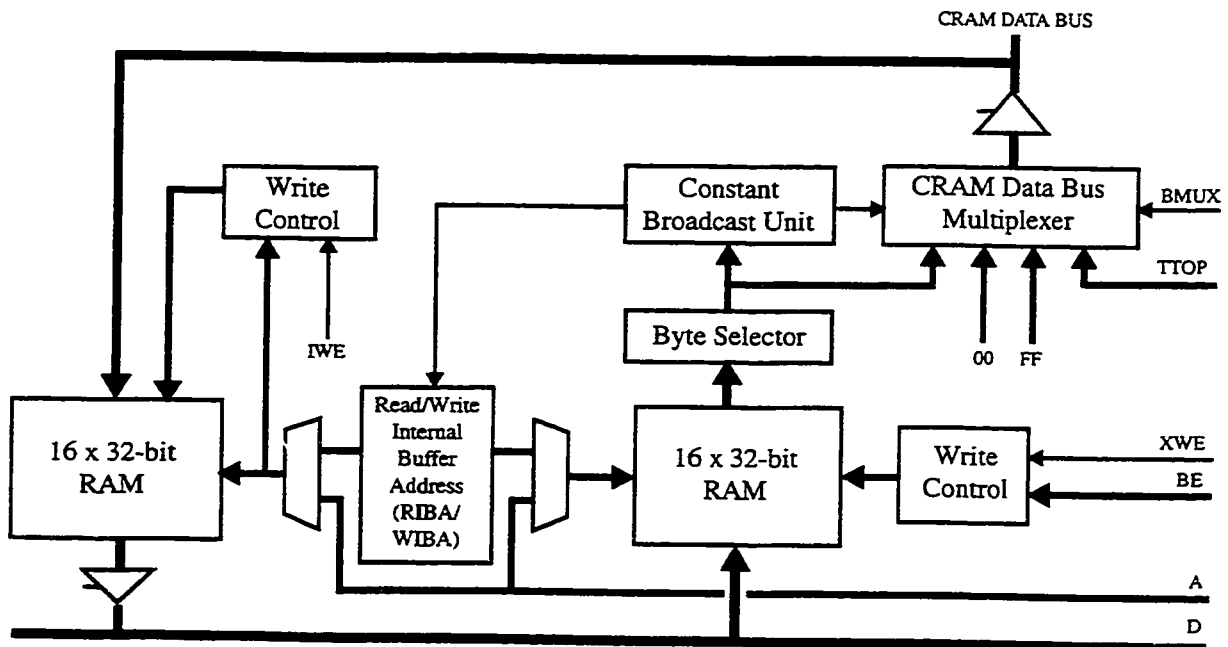 CRAM DATA BUS
Write
Control
Constant
Broadcast Unit
CRAM Data Bus
Multiplexer
BMUX
TTOP
IWE
Byte Selector
00
FF
16 x 32-bit
RAM
Read/Write
Internal
Buffer
Address
(RIBA/
WIBA)
16 x 32-bit
RAM
Write
Control
XWE
BE
A
D